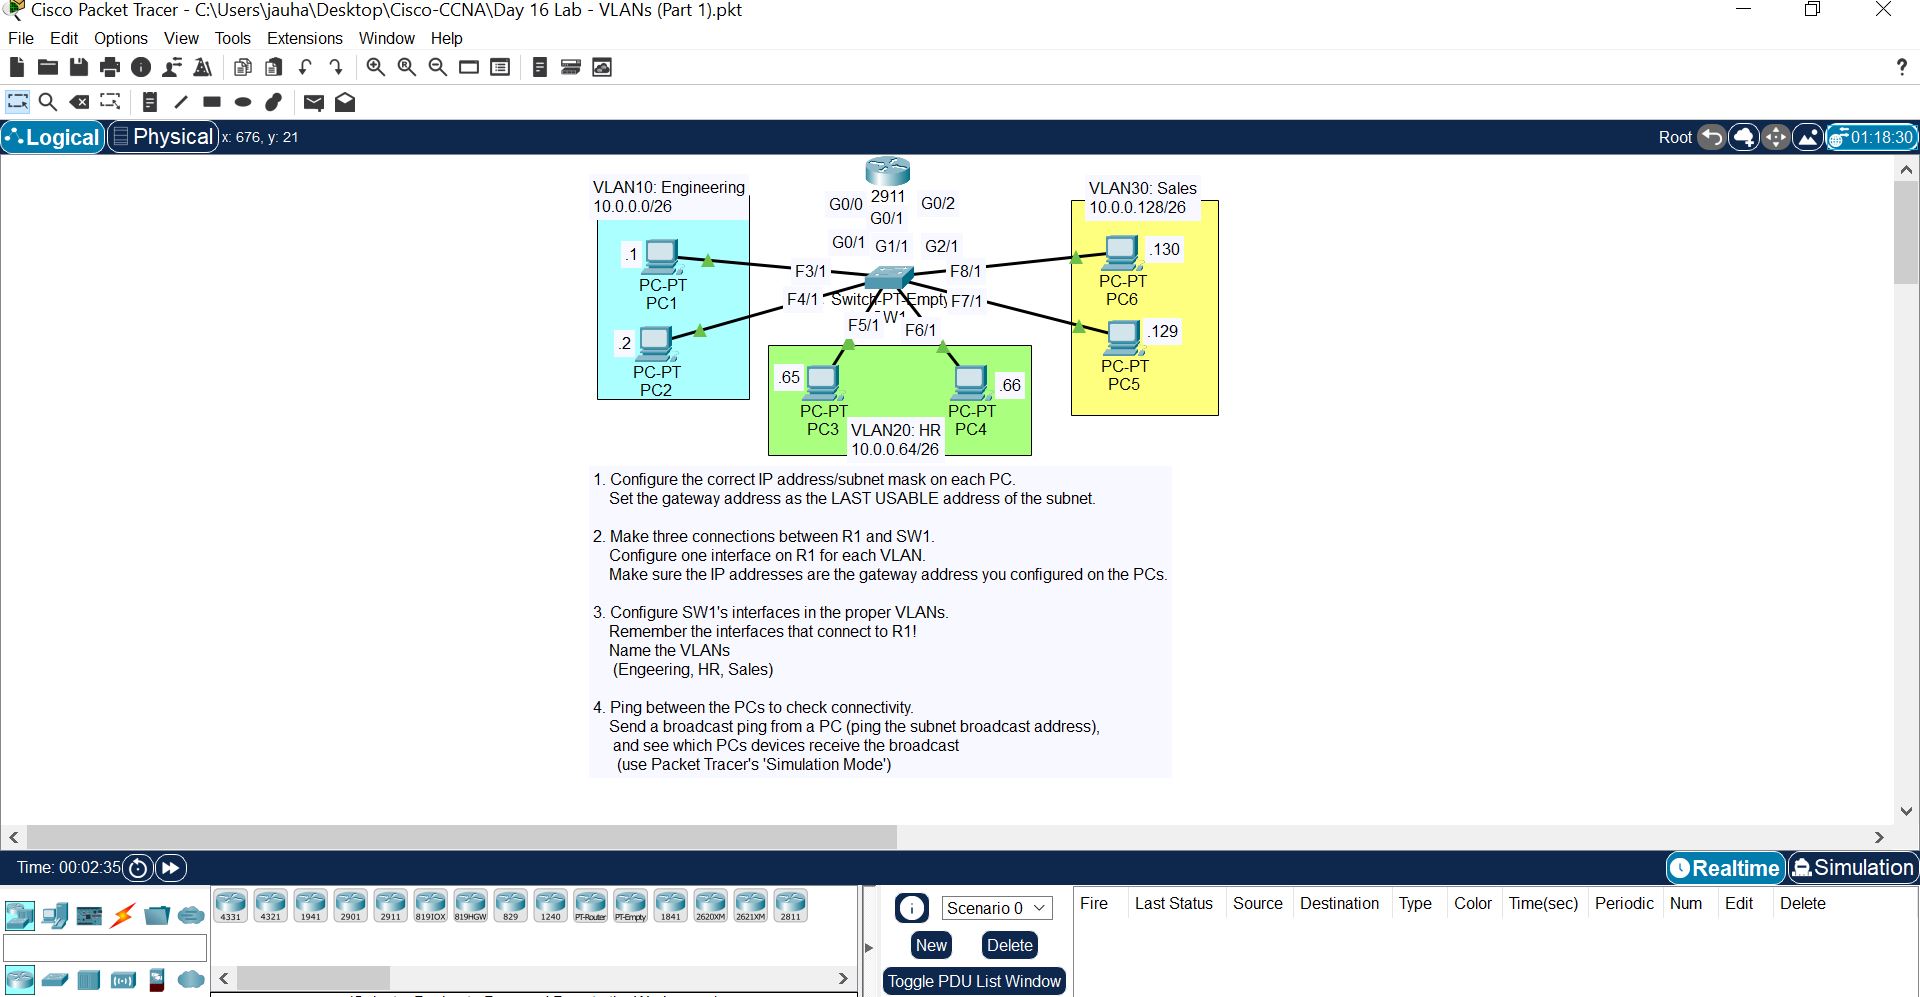 Cisco Packet Tracer - C:\Users\jauha\Desktop\Cisco-CCNA\Day 16 Lab - VLANs (Part 1).pkt
File Edit Options View Tools Extensions Window Help
?
Logical Physical x: 676, y: 21 Root 01:18:30
VLAN10: Engineering
10.0.0.0/26
2911
G0/0 G0/1 G0/2
VLAN30: Sales
10.0.0.128/26
G0/1 G1/1 G2/1
.1
PC-PT
PC1
F3/1
F8/1
.130
PC-PT
PC6
F4/1
Switch-PT-Empty
F7/1
F5/1
F6/1
.2
PC-PT
PC2
.129
PC-PT
PC5
.65
PC-PT
PC3
.66
PC-PT
PC4
VLAN20: HR
10.0.0.64/26
1. Configure the correct IP address/subnet mask on each PC.
Set the gateway address as the LAST USABLE address of the subnet.
2. Make three connections between R1 and SW1.
Configure one interface on R1 for each VLAN.
Make sure the IP addresses are the gateway address you configured on the PCs.
3. Configure SW1's interfaces in the proper VLANs.
Remember the interfaces that connect to R1!
Name the VLANs
(Engeering, HR, Sales)
4. Ping between the PCs to check connectivity.
Send a broadcast ping from a PC (ping the subnet broadcast address),
and see which PCs devices receive the broadcast
(use Packet Tracer's 'Simulation Mode')
Time: 00:02:35 Realtime Simulation
4331 4321 1941 2901 2911 819IOX 819HGW 829 1240 PT-Router PT-Empty 1841 2620XM 2621XM 2811
Scenario 0
New Delete
Toggle PDU List Window
Fire Last Status Source Destination Type Color Time(sec) Periodic Num Edit Delete